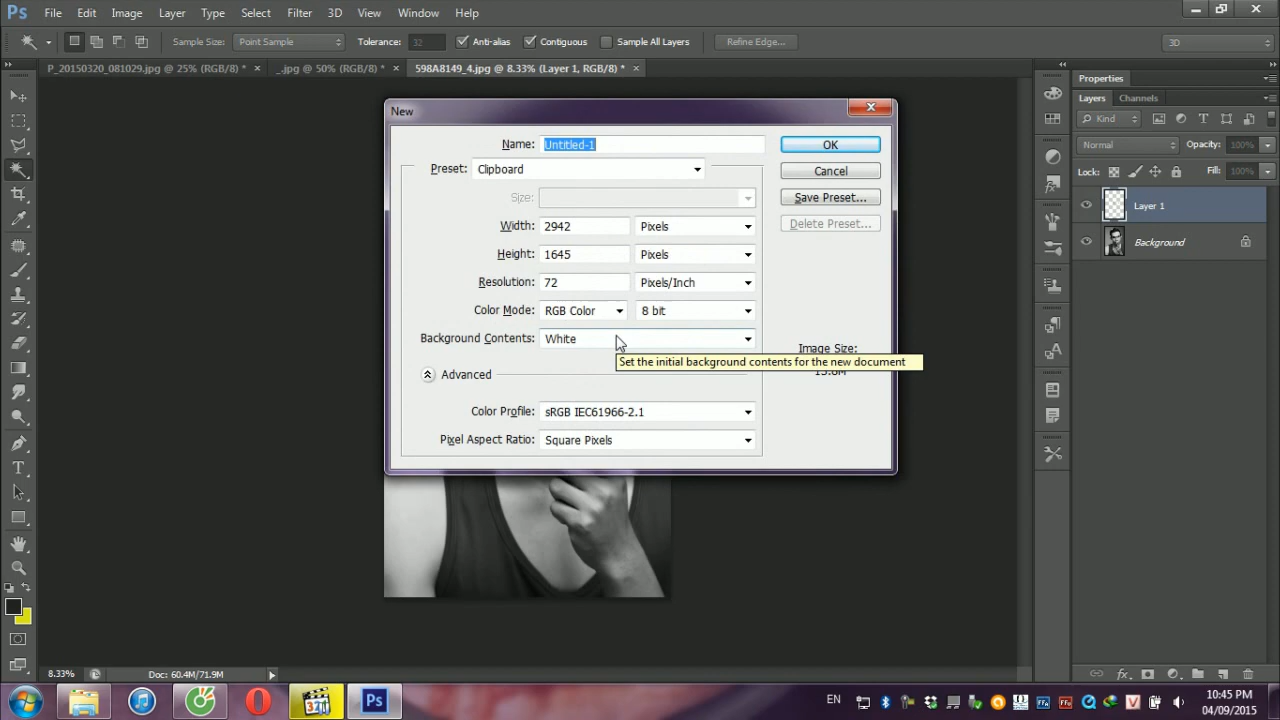 Ps File Edit Image Layer Type Select Filter 3D View Window Help
Sample Size: Point Sample Tolerance: 32 Anti-alias Contiguous Sample All Layers Refine Edge... 3D
P_20150320_081029.jpg @ 25% (RGB/8) * × _.jpg @ 50% (RGB/8) * × 598A8149_4.jpg @ 8.33% (Layer 1, RGB/8) * ×
Properties
Layers Channels
Kind
Normal Opacity: 100%
Lock: Fill: 100%
Layer 1
Background
New
Name: Untitled-1 OK
Preset: Clipboard Cancel
Size: Save Preset...
Width: 2942 Pixels Delete Preset...
Height: 1645 Pixels
Resolution: 72 Pixels/Inch
Color Mode: RGB Color 8 bit
Background Contents: White Image Size:
Set the initial background contents for the new document
Advanced
Color Profile: sRGB IEC61966-2.1
Pixel Aspect Ratio: Square Pixels
8.33% Doc: 60.4M/71.9M
321 Ps EN 10:45 PM
04/09/2015